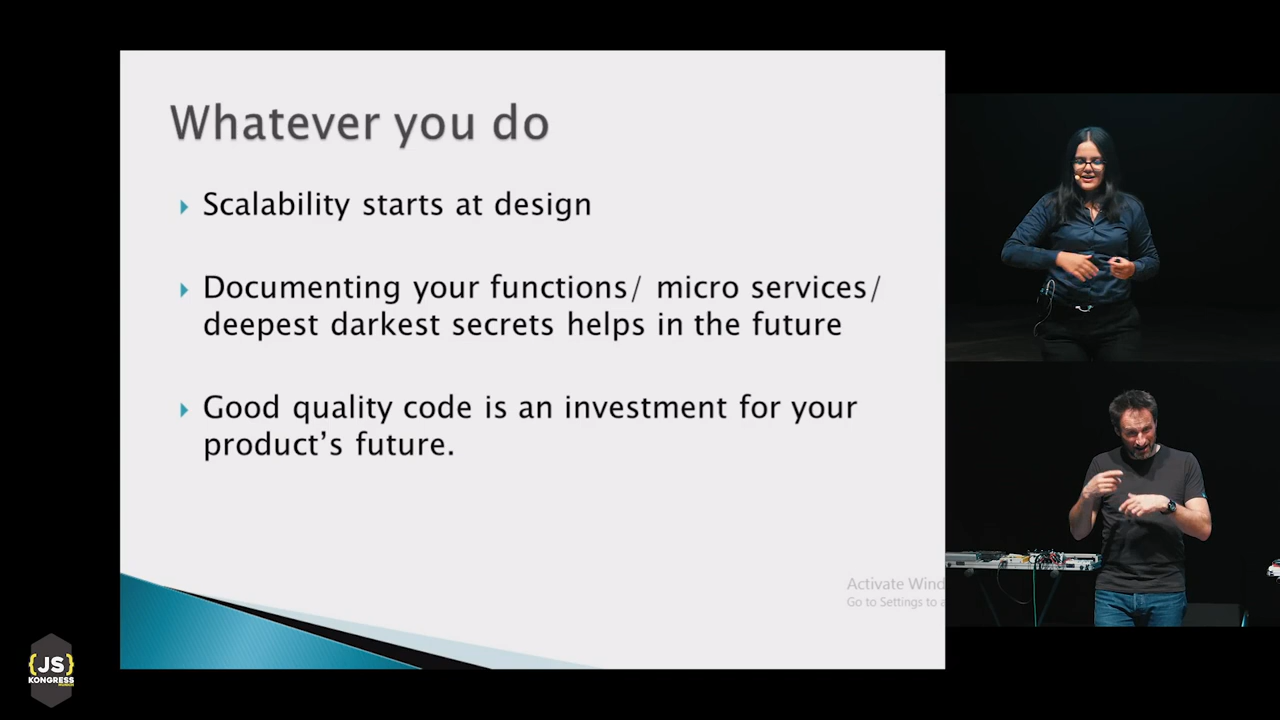 Whatever you do
Scalability starts at design
Documenting your functions/ micro services/
deepest darkest secrets helps in the future
Good quality code is an investment for your
product’s future.
Activate Wind
Go to Settings to a
{JS}
KONGRESS